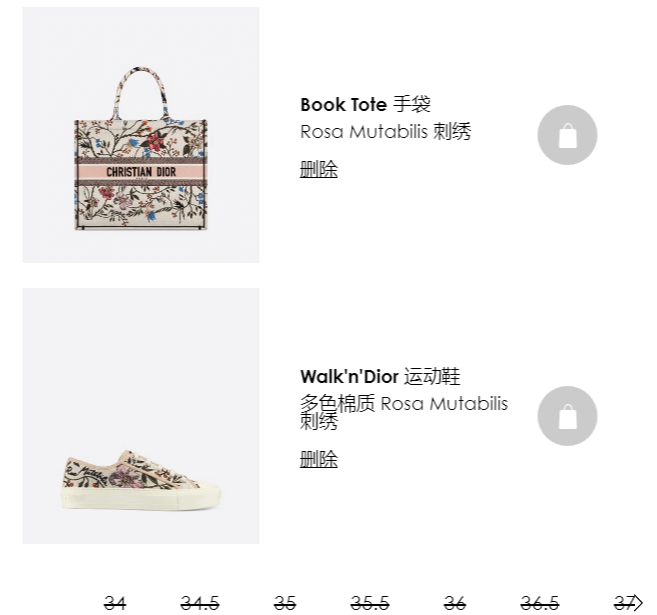 CHRISTIAN DIOR
Book Tote 手袋
Rosa Mutabilis 刺绣
删除
Walk'n'Dior 运动鞋
多色棉质 Rosa Mutabilis
刺绣
删除
34 34.5 35 35.5 36 36.5 37